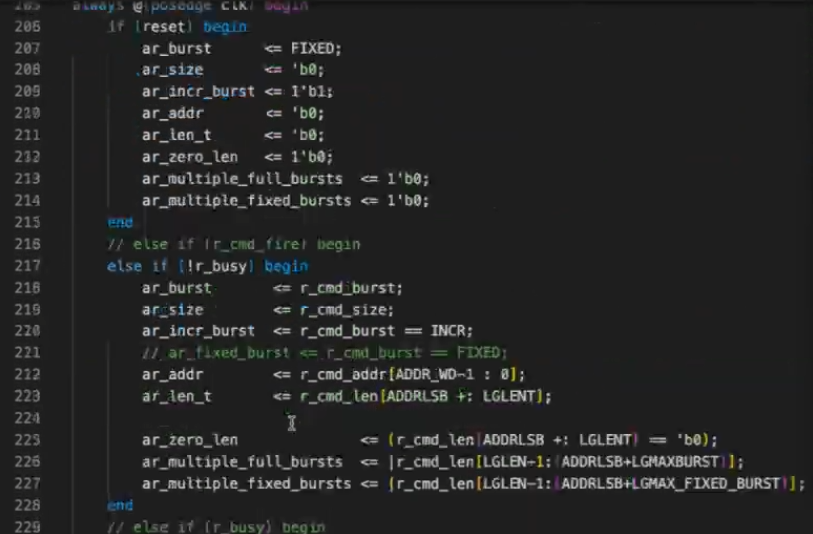 205 always @(posedge clk) begin
206 if (reset) begin
207 ar_burst <= FIXED;
208 ar_size <= 'b0;
209 ar_incr_burst <= 1'b1;
220 ar_addr <= 'b0;
211 ar_len_t <= 'b0;
212 ar_zero_len <= 1'b0;
213 ar_multiple_full_bursts <= 1'b0;
214 ar_multiple_fixed_bursts <= 1'b0;
215 end
216 // else if (r_cmd_fire) begin
217 else if (!r_busy) begin
218 ar_burst <= r_cmd_burst;
219 ar_size <= r_cmd_size;
220 ar_incr_burst <= r_cmd_burst == INCR;
221 // ar_fixed_burst <= r_cmd_burst == FIXED;
212 ar_addr <= r_cmd_addr[ADDR_WD-1 : 0];
223 ar_len_t <= r_cmd_len[ADDRLSB +: LGLENT];
224
225 ar_zero_len <= (r_cmd_len[ADDRLSB +: LGLENT] == 'b0);
226 ar_multiple_full_bursts <= |r_cmd_len[LGLEN-1:(ADDRLSB+LGMAXBURST)];
227 ar_multiple_fixed_bursts <= |r_cmd_len[LGLEN-1:(ADDRLSB+LGMAX_FIXED_BURST)];
228 end
229 // else if (r_busy) begin